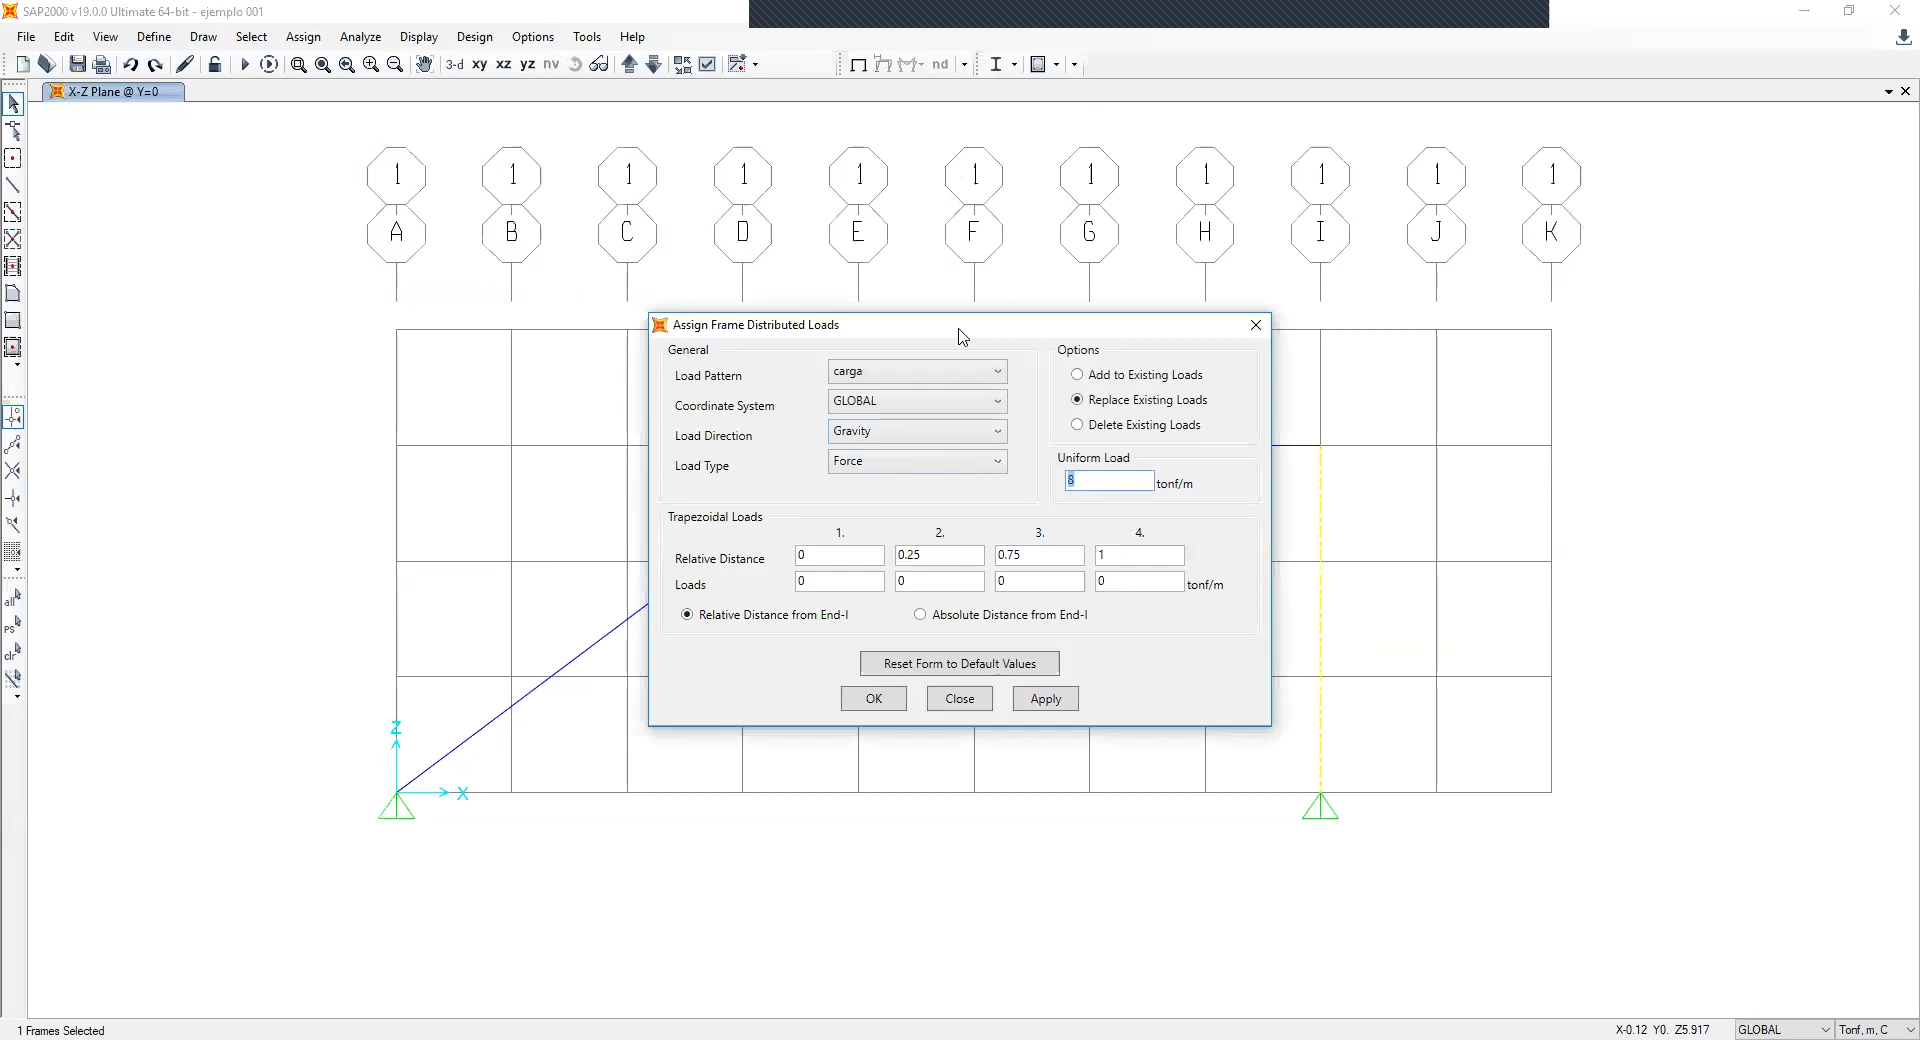 SAP2000 v19.0.0 Ultimate 64-bit - ejemplo 001
File Edit View Define Draw Select Assign Analyze Display Design Options Tools Help
3-d xy xz yz nv nd
X-Z Plane @ Y=0
1 1 1 1 1 1 1 1 1 1 1
A B C D E F G H I J K
Assign Frame Distributed Loads
General
Load Pattern carga
Coordinate System GLOBAL
Load Direction Gravity
Load Type Force
Options
Add to Existing Loads
Replace Existing Loads
Delete Existing Loads
Uniform Load
8 tonf/m
Trapezoidal Loads
1. 2. 3. 4.
Relative Distance 0 0.25 0.75 1
Loads 0 0 0 0 tonf/m
Relative Distance from End-I Absolute Distance from End-I
Reset Form to Default Values
OK Close Apply
all
PS
clr
Z
X
1 Frames Selected
X-0.12 Y0. Z5.917 GLOBAL Tonf, m, C